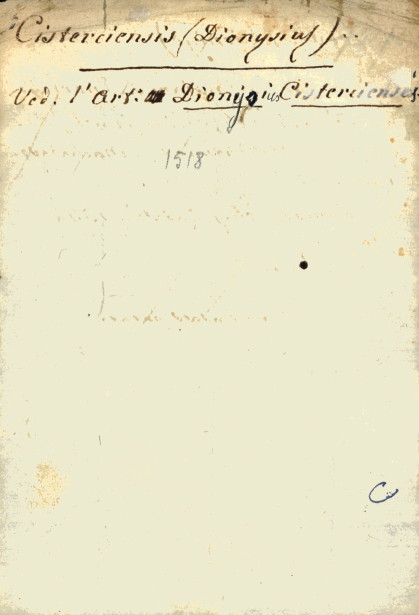 Cisterciensis (Dionysius)..
Ved. l'Art: Dionysius Cisterciensis.
1518
C